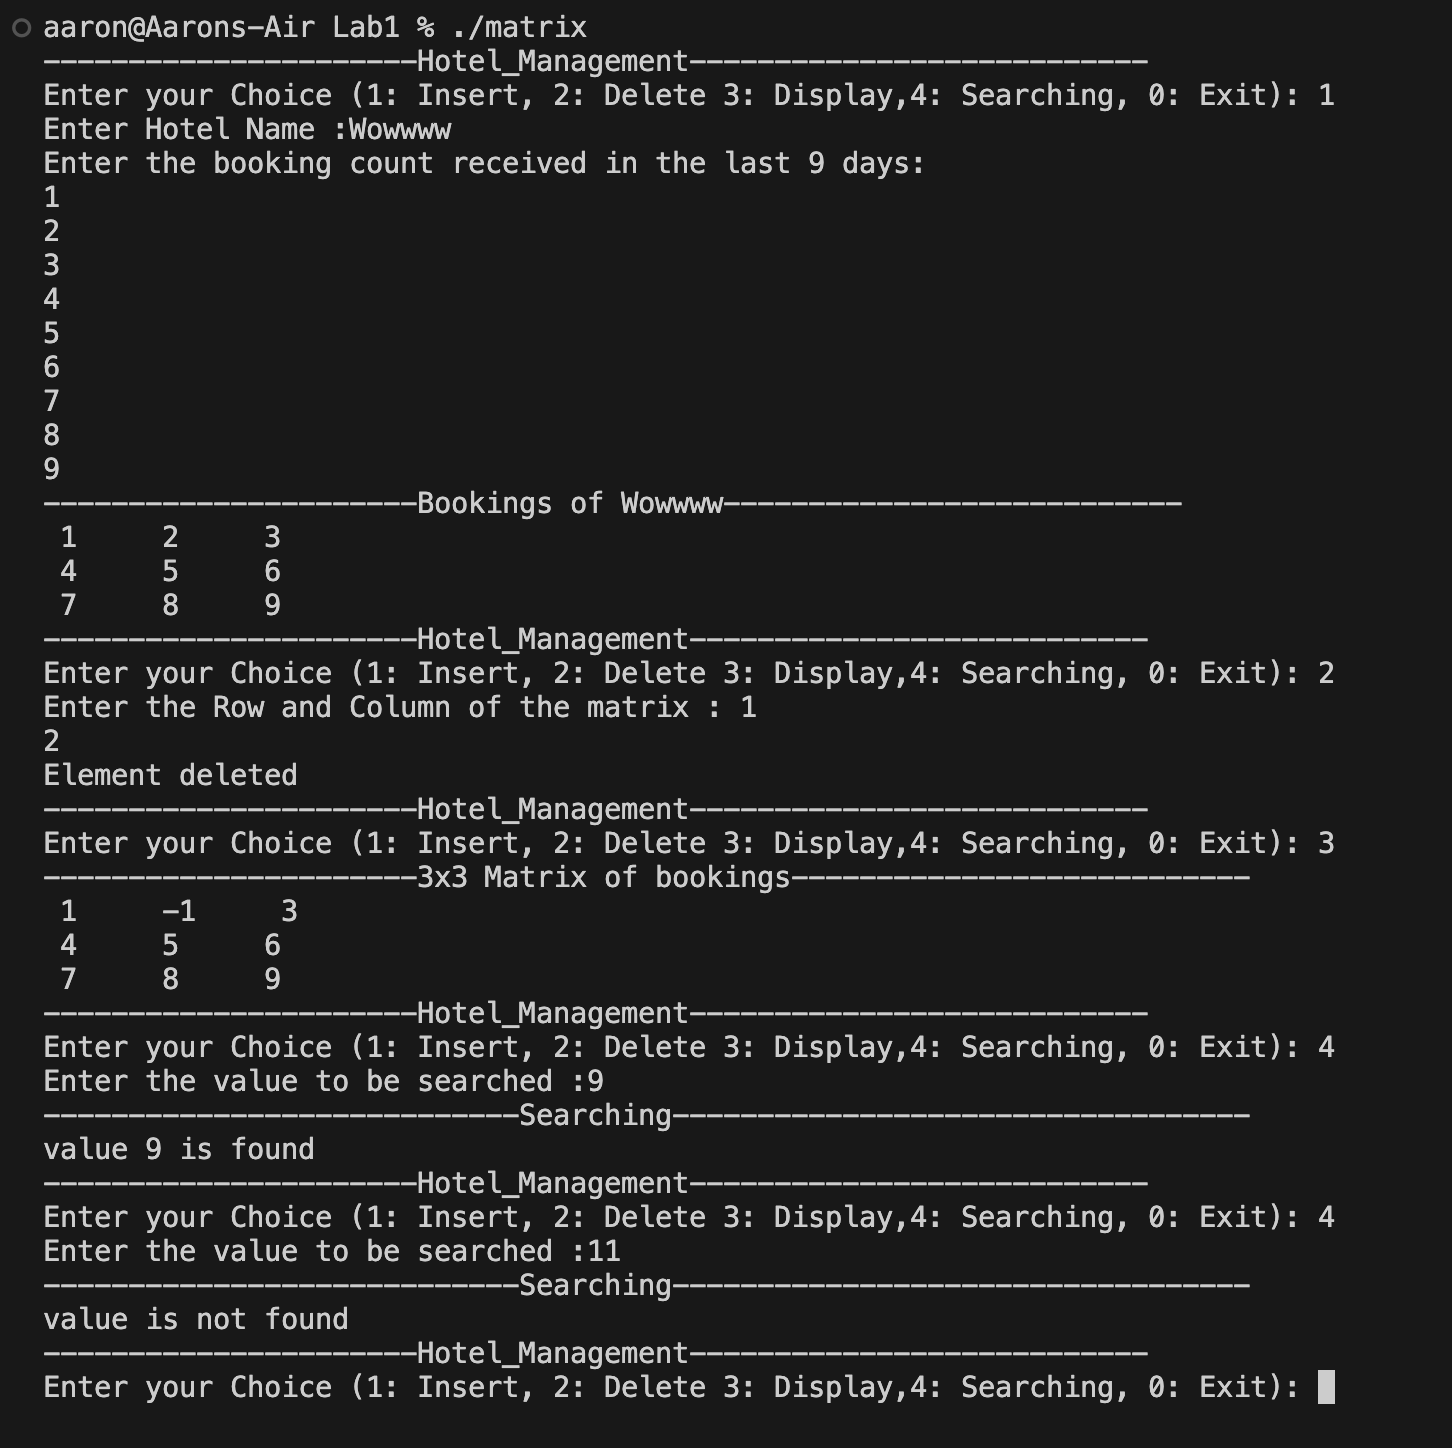 aaron@Aarons-Air Lab1 % ./matrix
----------------------Hotel_Management---------------------------
Enter your Choice (1: Insert, 2: Delete 3: Display,4: Searching, 0: Exit): 1
Enter Hotel Name :Wowwww
Enter the booking count received in the last 9 days:
1
2
3
4
5
6
7
8
9
----------------------Bookings of Wowwww---------------------------
 1     2     3
 4     5     6
 7     8     9
----------------------Hotel_Management---------------------------
Enter your Choice (1: Insert, 2: Delete 3: Display,4: Searching, 0: Exit): 2
Enter the Row and Column of the matrix : 1
2
Element deleted
----------------------Hotel_Management---------------------------
Enter your Choice (1: Insert, 2: Delete 3: Display,4: Searching, 0: Exit): 3
----------------------3x3 Matrix of bookings---------------------------
 1     -1     3
 4     5     6
 7     8     9
----------------------Hotel_Management---------------------------
Enter your Choice (1: Insert, 2: Delete 3: Display,4: Searching, 0: Exit): 4
Enter the value to be searched :9
----------------------------Searching----------------------------------
value 9 is found
----------------------Hotel_Management---------------------------
Enter your Choice (1: Insert, 2: Delete 3: Display,4: Searching, 0: Exit): 4
Enter the value to be searched :11
----------------------------Searching----------------------------------
value is not found
----------------------Hotel_Management---------------------------
Enter your Choice (1: Insert, 2: Delete 3: Display,4: Searching, 0: Exit):